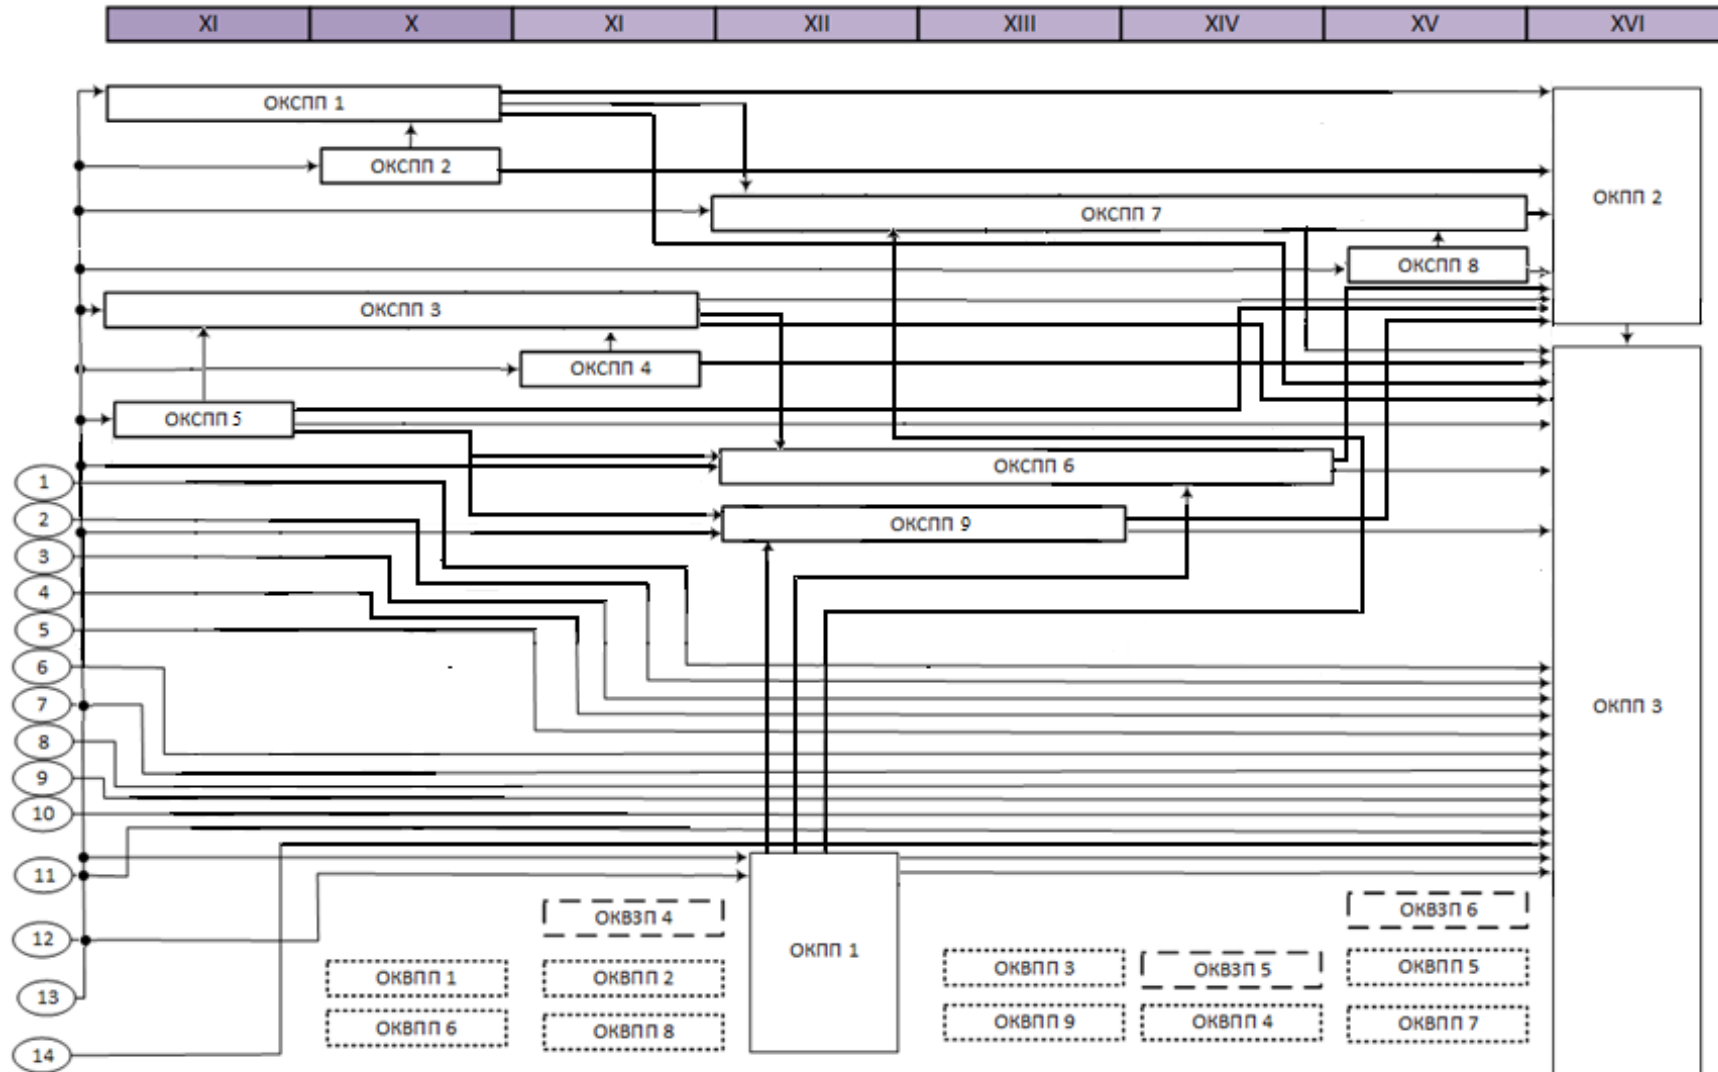 XI X XI XII XIII XIV XV XVI
ОКСПП 1
ОКСПП 2
ОКПП 2
ОКСПП 7
ОКСПП 8
ОКСПП 3
ОКСПП 4
ОКСПП 5
ОКСПП 6
1
2
ОКСПП 9
3
4
5
6
7
ОКПП 3
8
9
10
11
ОКВЗП 4
ОКВЗП 6
12
ОКПП 1
ОКВПП 1
ОКВПП 2
ОКВПП 3
ОКВЗП 5
ОКВПП 5
13
ОКВПП 6
ОКВПП 8
ОКВПП 9
ОКВПП 4
ОКВПП 7
14